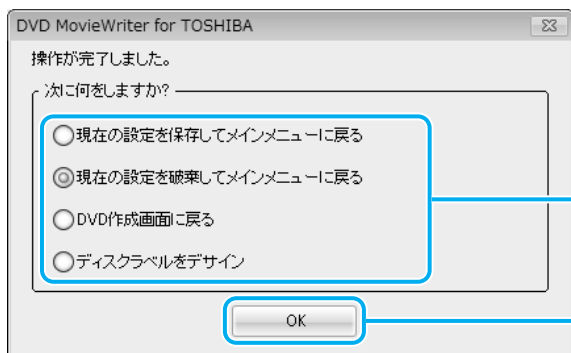 DVD MovieWriter for TOSHIBA
操作が完了しました。
次に何をしますか?
現在の設定を保存してメインメニューに戻る
現在の設定を破棄してメインメニューに戻る
DVD作成画面に戻る
ディスクラベルをデザイン
OK